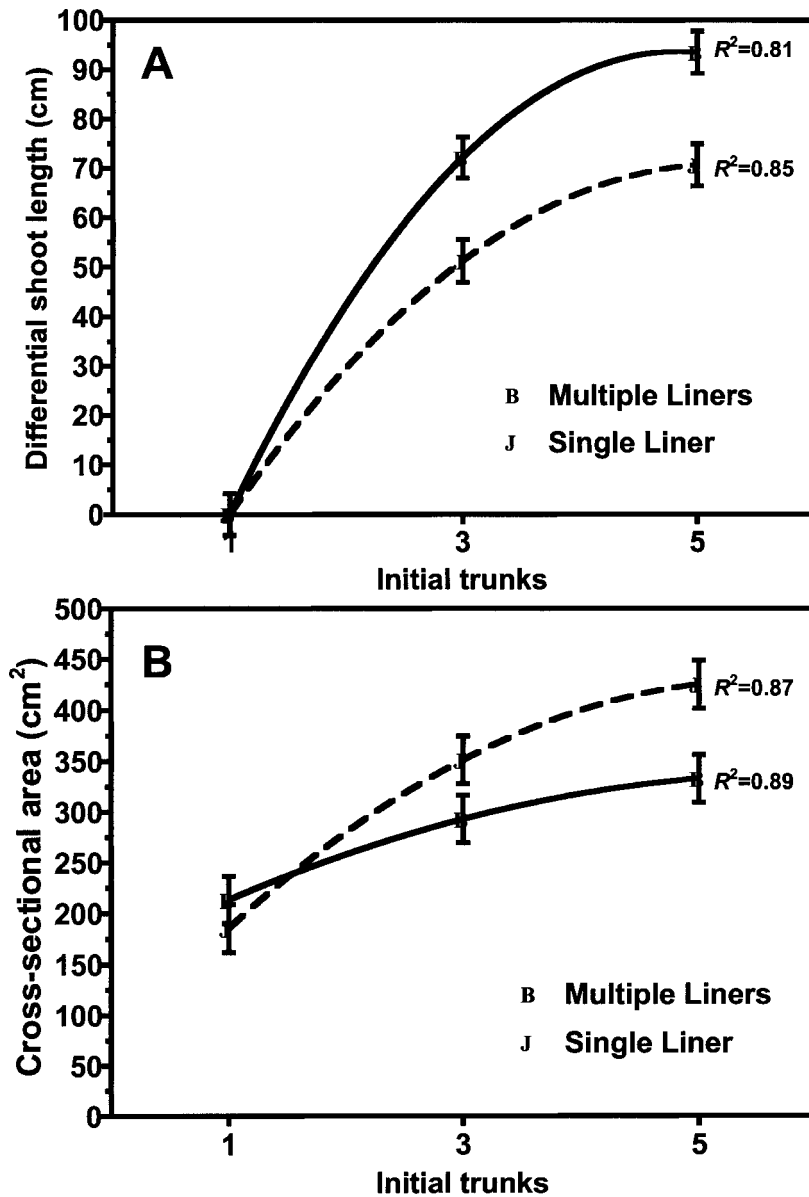 A
Differential shoot length (cm)
100
90
80
70
60
50
40
30
20
10
0
R²=0.81
R²=0.85
B Multiple Liners
J Single Liner
3
5
Initial trunks
B
Cross-sectional area (cm²)
500
450
400
350
300
250
200
150
100
50
0
R²=0.87
R²=0.89
B Multiple Liners
J Single Liner
1
3
5
Initial trunks